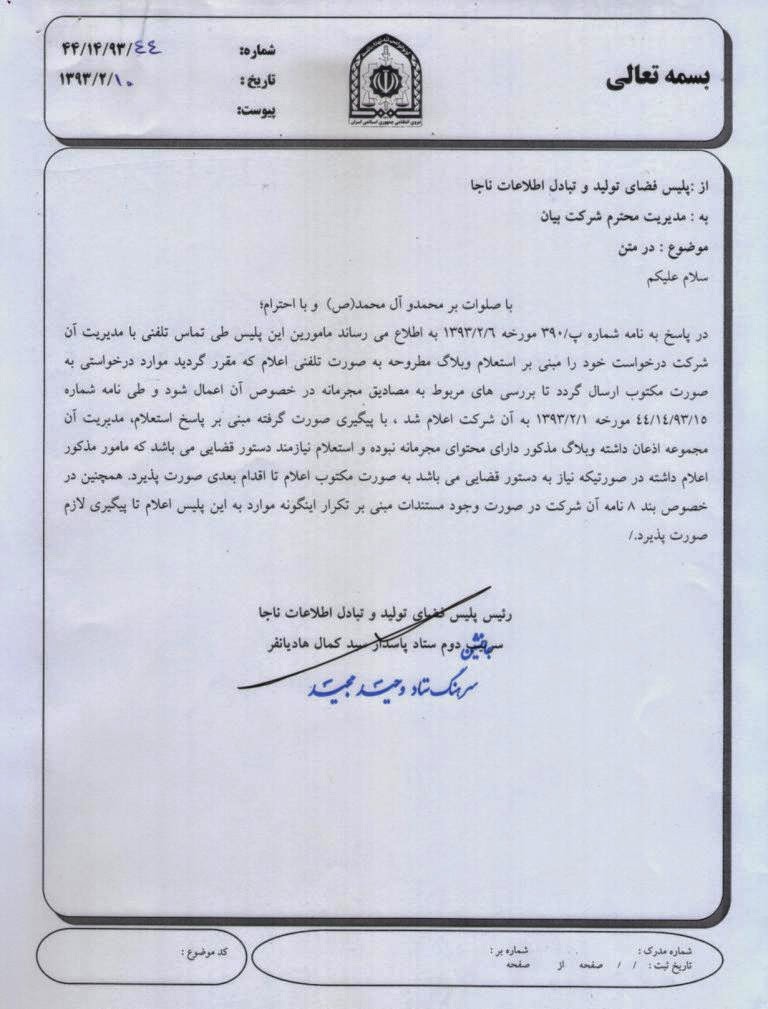 بسمه تعالی
شماره: ۴۴/۱۴/۹۳/٤٤
تاریخ: ۱۳۹۳/۲/۱۰
پیوست:
نیروی انتظامی جمهوری اسلامی ایران
از :پلیس فضای تولید و تبادل اطلاعات ناجا
به : مدیریت محترم شرکت بیان
موضوع : در متن
سلام علیکم
با صلوات بر محمدو آل محمد(ص) و با احترام؛
در پاسخ به نامه شماره پ/۳۹۰ مورخه ۱۳۹۳/۲/٦ به اطلاع می رساند مامورین این پلیس طی تماس تلفنی با مدیریت آن
شرکت درخواست خود را مبنی بر استعلام وبلاگ مطروحه به صورت تلفنی اعلام که مقرر گردید موارد درخواستی به
صورت مکتوب ارسال گردد تا بررسی های مربوط به مصادیق مجرمانه در خصوص آن اعمال شود و طی نامه شماره
٤٤/۱٤/۹۳/۱٥ مورخه ۱۳۹۳/۲/۱ به آن شرکت اعلام شد ، با پیگیری صورت گرفته مبنی بر پاسخ استعلام، مدیریت آن
مجموعه اذعان داشته وبلاگ مذکور دارای محتوای مجرمانه نبوده و استعلام نیازمند دستور قضایی می باشد که مامور مذکور
اعلام داشته در صورتیکه نیاز به دستور قضایی می باشد به صورت مکتوب اعلام تا اقدام بعدی صورت پذیرد. همچنین در
خصوص بند ۸ نامه آن شرکت در صورت وجود مستندات مبنی بر تکرار اینگونه موارد به این پلیس اعلام تا پیگیری لازم
صورت پذیرد./
رئیس پلیس فضای تولید و تبادل اطلاعات ناجا
سرتیپ دوم ستاد پاسدار سید کمال هادیانفر
جانشین
سرهنگ ستاد وحید مجید
شماره مدرک :
شماره بر :
تاریخ ثبت : / / صفحه از صفحه
کد موضوع :